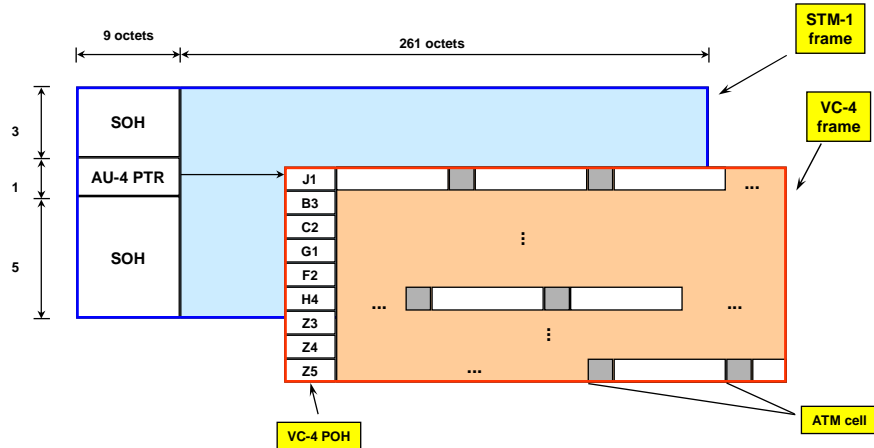 STM-1
frame
9 octets
261 octets
VC-4
frame
3
SOH
1
AU-4 PTR
J1
...
B3
C2
...
G1
5
SOH
F2
H4
...
...
Z3
...
Z4
Z5
...
ATM cell
VC-4 POH